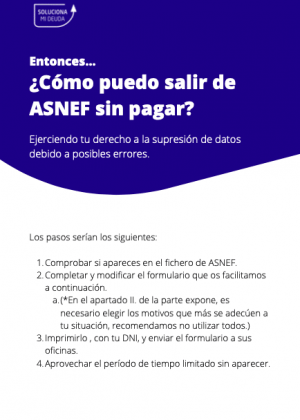 SOLUCIONA
MI DEUDA
Entonces...
¿Cómo puedo salir de
ASNEF sin pagar?
Ejerciendo tu derecho a la supresión de datos
debido a posibles errores.
Los pasos serían los siguientes:
1. Comprobar si apareces en el fichero de ASNEF.
2. Completar y modificar el formulario que os facilitamos
a continuación.
a. (*En el apartado II. de la parte expone, es
necesario elegir los motivos que más se adecúen a
tu situación, recomendamos no utilizar todos.)
3. Imprimirlo , con tu DNI, y enviar el formulario a sus
oficinas.
4. Aprovechar el período de tiempo limitado sin aparecer.